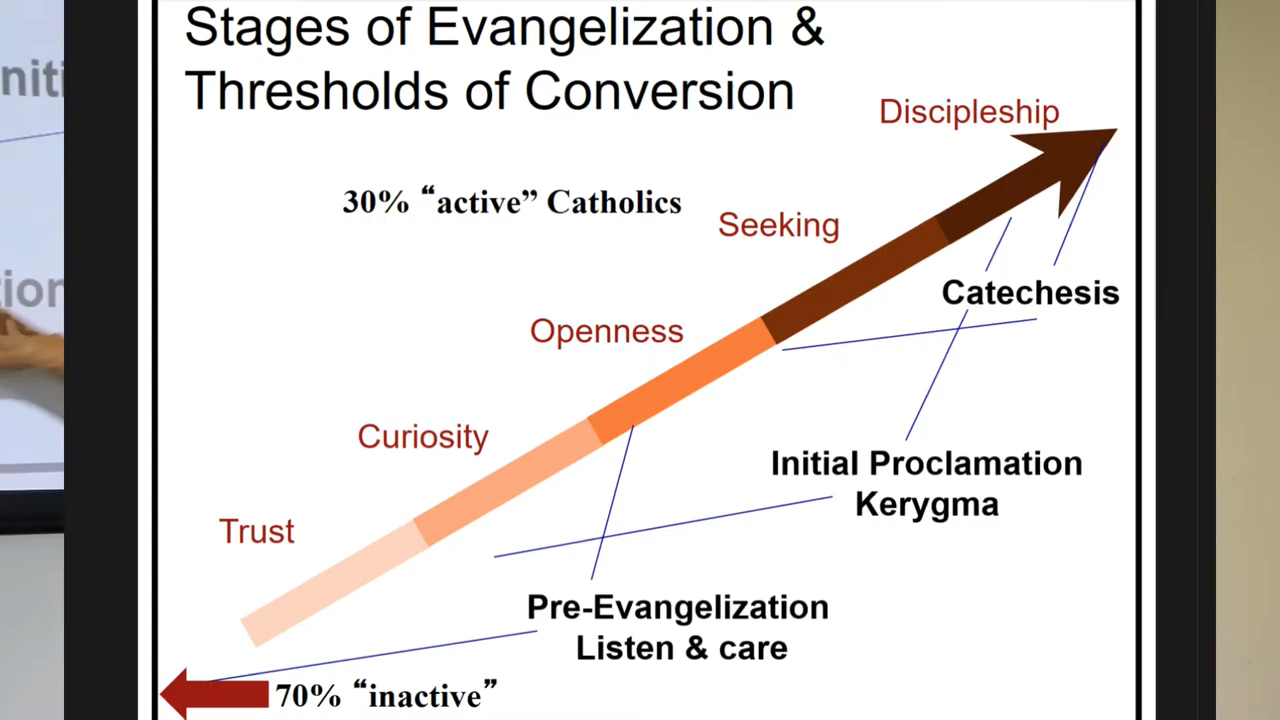 Stages of Evangelization &
Thresholds of Conversion
Discipleship
30% “active” Catholics
Seeking
Catechesis
Openness
Curiosity
Initial Proclamation
Kerygma
Trust
Pre-Evangelization
Listen & care
70% “inactive”